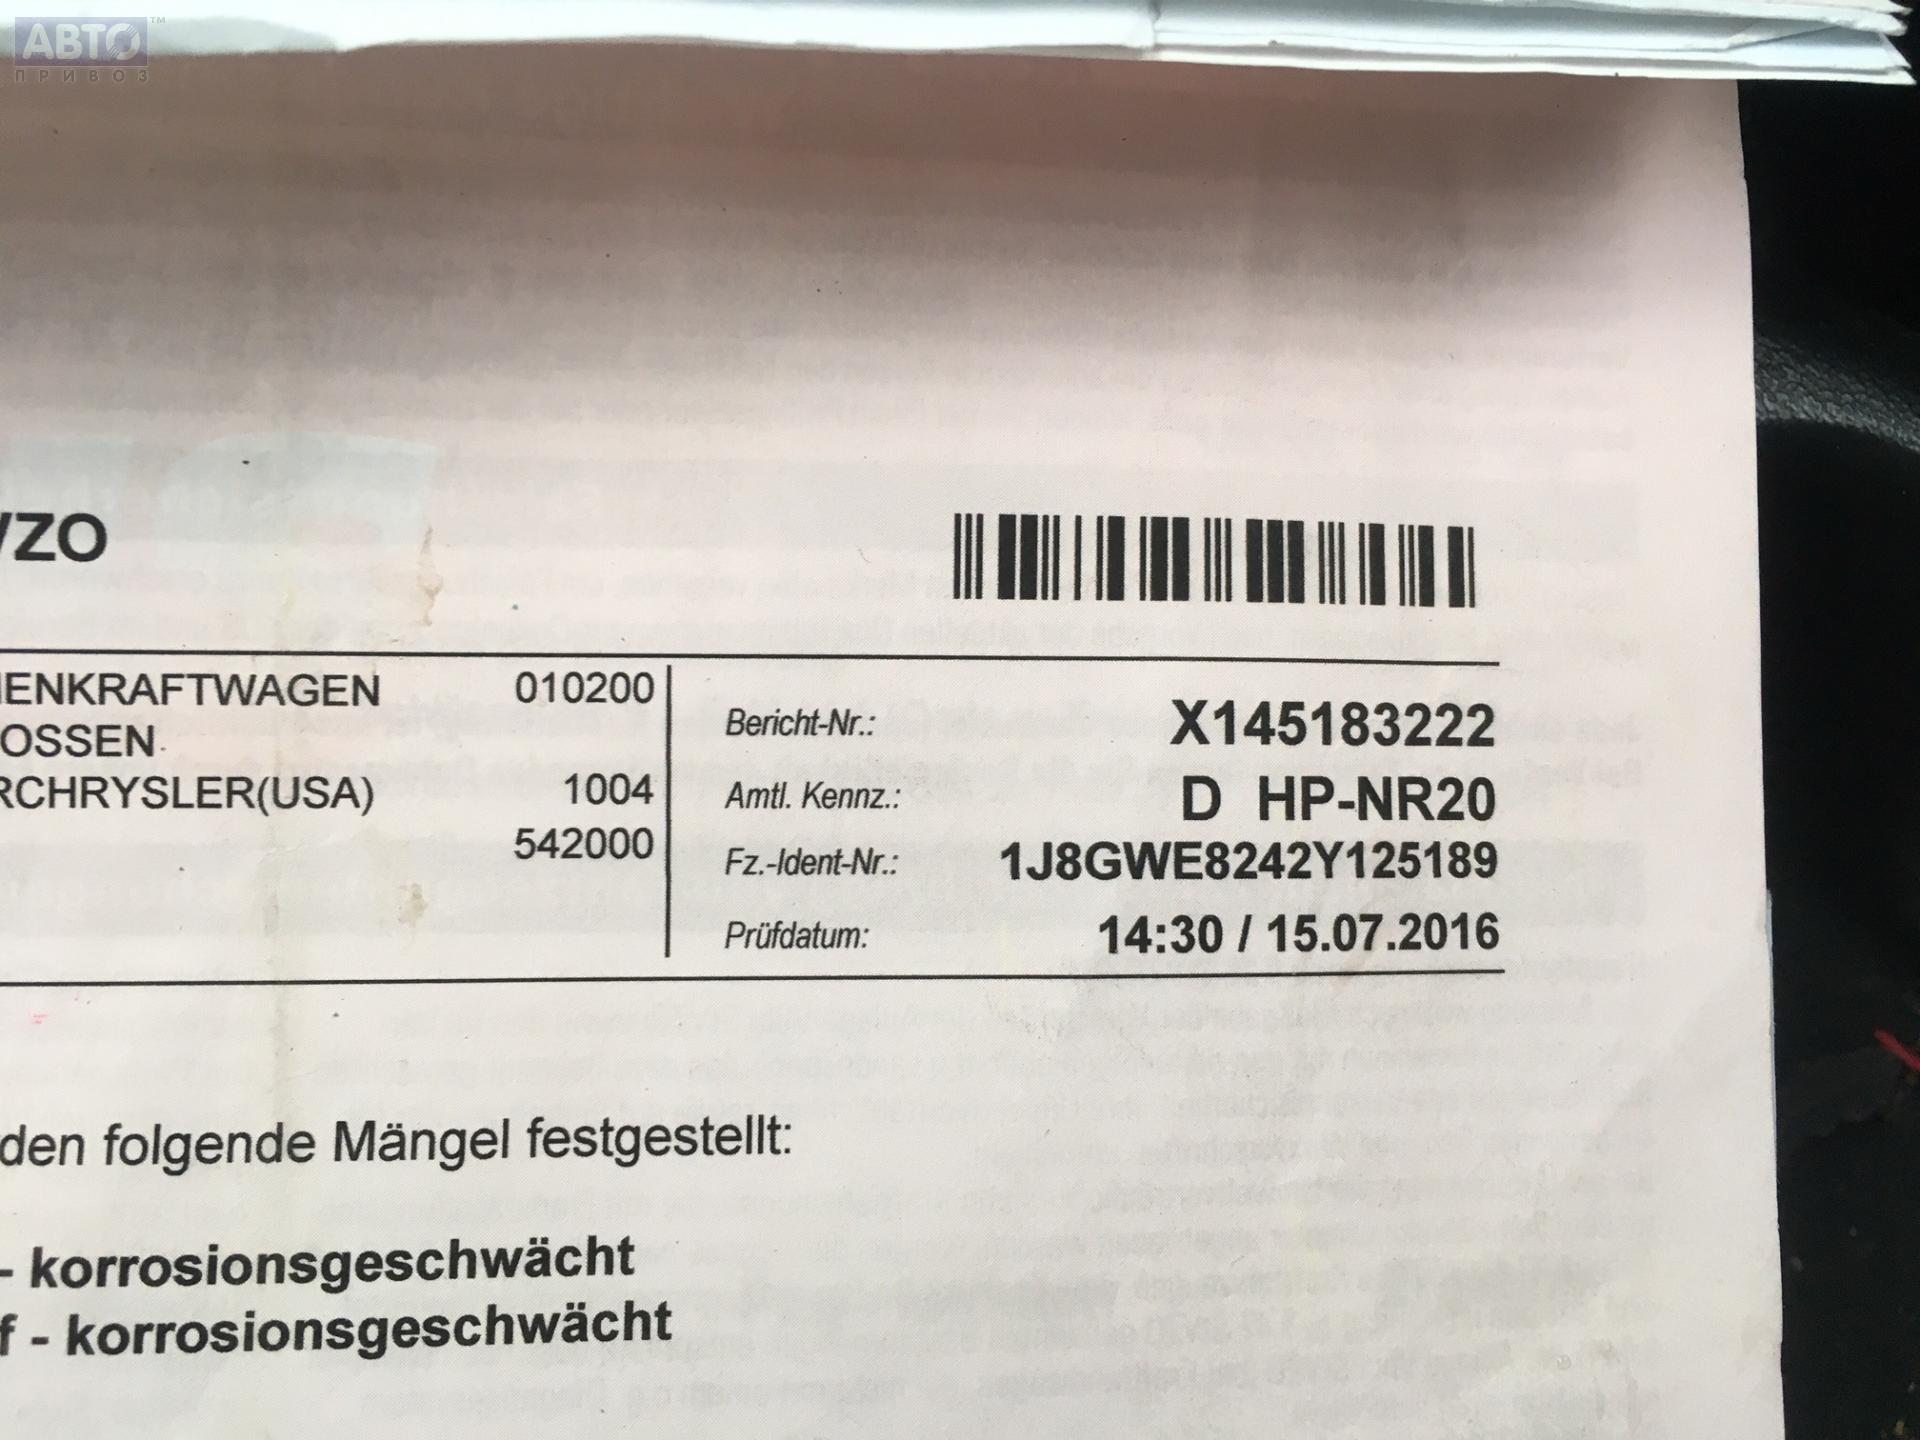 АВТО™
ПРИВОЗ
VZO
ENKRAFTWAGEN 010200
OSSEN
RCHRYSLER(USA) 1004
542000
Bericht-Nr.: X145183222
Amtl. Kennz.: D HP-NR20
Fz.-Ident-Nr.: 1J8GWE8242Y125189
Prüfdatum: 14:30 / 15.07.2016
den folgende Mängel festgestellt:
- korrosionsgeschwächt
f - korrosionsgeschwächt